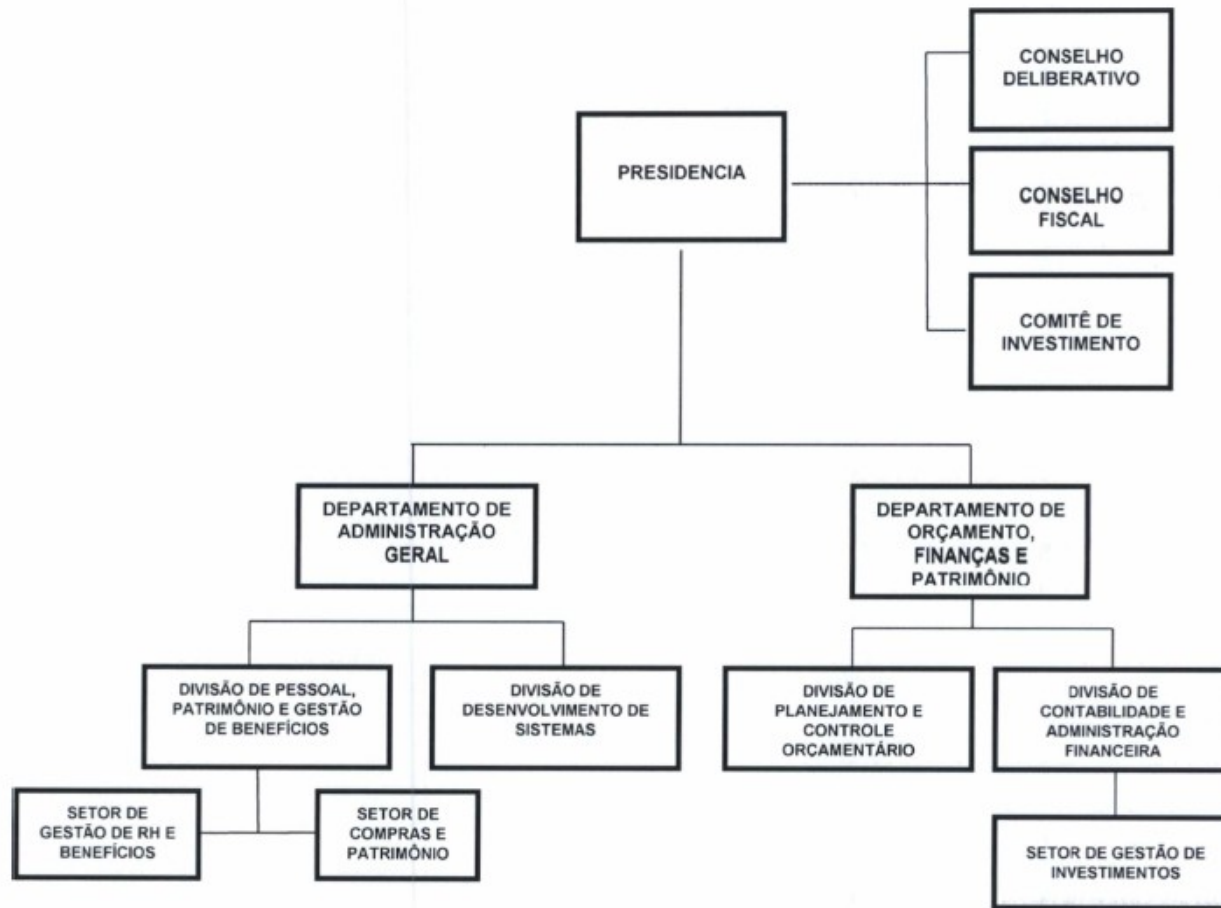 CONSELHO
DELIBERATIVO
PRESIDENCIA
CONSELHO
FISCAL
COMITÊ DE
INVESTIMENTO
DEPARTAMENTO DE
ADMINISTRAÇÃO
GERAL
DEPARTAMENTO DE
ORÇAMENTO,
FINANÇAS E
PATRIMÔNIO
DIVISÃO DE PESSOAL,
PATRIMÔNIO E GESTÃO
DE BENEFÍCIOS
DIVISÃO DE
DESENVOLVIMENTO DE
SISTEMAS
DIVISÃO DE
PLANEJAMENTO E
CONTROLE
ORÇAMENTÁRIO
DIVISÃO DE
CONTABILIDADE E
ADMINISTRAÇÃO
FINANCEIRA
SETOR DE
GESTÃO DE RH E
BENEFÍCIOS
SETOR DE
COMPRAS E
PATRIMÔNIO
SETOR DE GESTÃO DE
INVESTIMENTOS